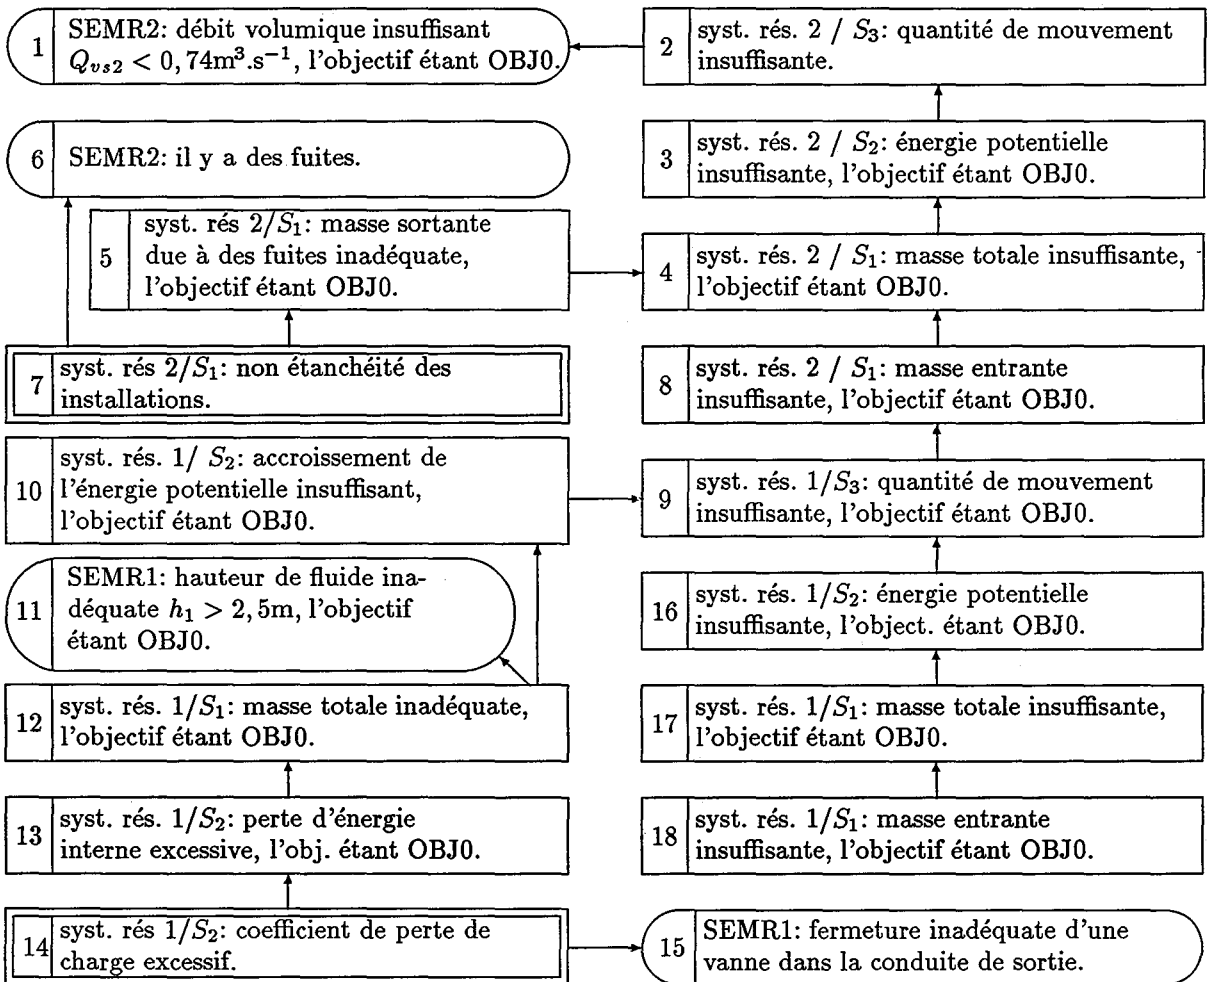 1
SEMR2: débit volumique insuffisant
Q_{vs2} < 0,74m³.s⁻¹, l'objectif étant OBJ0.
2
syst. rés. 2 / S₃: quantité de mouvement
insuffisante.
6
SEMR2: il y a des fuites.
3
syst. rés. 2 / S₂: énergie potentielle
insuffisante, l'objectif étant OBJ0.
5
syst. rés 2/S₁: masse sortante
due à des fuites inadéquate,
l'objectif étant OBJ0.
4
syst. rés. 2 / S₁: masse totale insuffisante,
l'objectif étant OBJ0.
7
syst. rés 2/S₁: non étanchéité des
installations.
8
syst. rés. 2 / S₁: masse entrante
insuffisante, l'objectif étant OBJ0.
10
syst. rés. 1/ S₂: accroissement de
l'énergie potentielle insuffisant,
l'objectif étant OBJ0.
9
syst. rés. 1/S₃: quantité de mouvement
insuffisante, l'objectif étant OBJ0.
11
SEMR1: hauteur de fluide ina-
déquate h₁ > 2,5m, l'objectif
étant OBJ0.
16
syst. rés. 1/S₂: énergie potentielle
insuffisante, l'object. étant OBJ0.
12
syst. rés. 1/S₁: masse totale inadéquate,
l'objectif étant OBJ0.
17
syst. rés. 1/S₁: masse totale insuffisante,
l'objectif étant OBJ0.
13
syst. rés. 1/S₂: perte d'énergie
interne excessive, l'obj. étant OBJ0.
18
syst. rés. 1/S₁: masse entrante
insuffisante, l'objectif étant OBJ0.
14
syst. rés 1/S₂: coefficient de perte de
charge excessif.
15
SEMR1: fermeture inadéquate d'une
vanne dans la conduite de sortie.